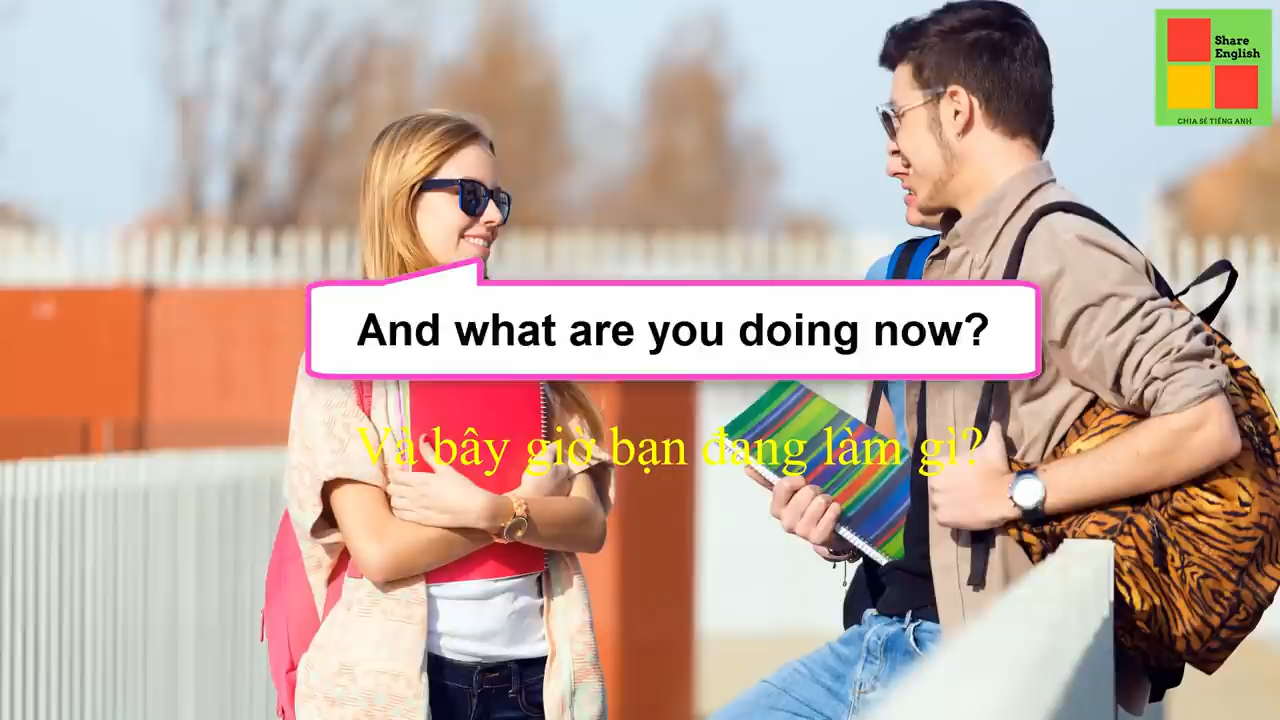 Share
English
CHIA SẺ TIẾNG ANH
And what are you doing now?
Và bây giờ bạn đang làm gì?